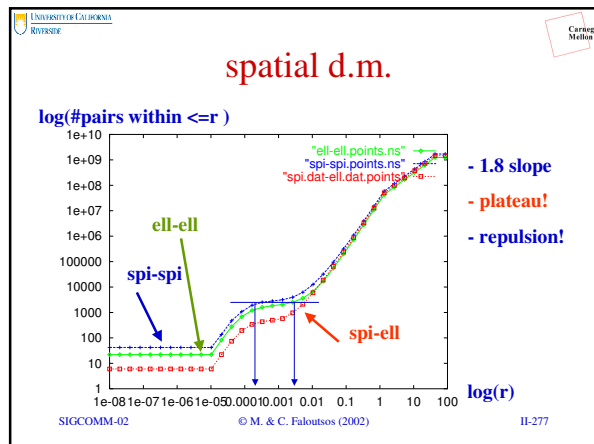 UNIVERSITY OF CALIFORNIA
RIVERSIDE
Carneg
Mellon
spatial d.m.
log(#pairs within <=r )
1e+10
1e+09
1e+08
1e+07
1e+06
100000
10000
1000
100
10
1
"ell-ell.points.ns"
"spi-spi.points.ns"
"spi.dat-ell.dat.points"
ell-ell
spi-spi
spi-ell
- 1.8 slope
- plateau!
- repulsion!
1e-08 1e-07 1e-06 1e-05 0.0001 0.001 0.01 0.1 1 10 100
log(r)
SIGCOMM-02 © M. & C. Faloutsos (2002) II-277